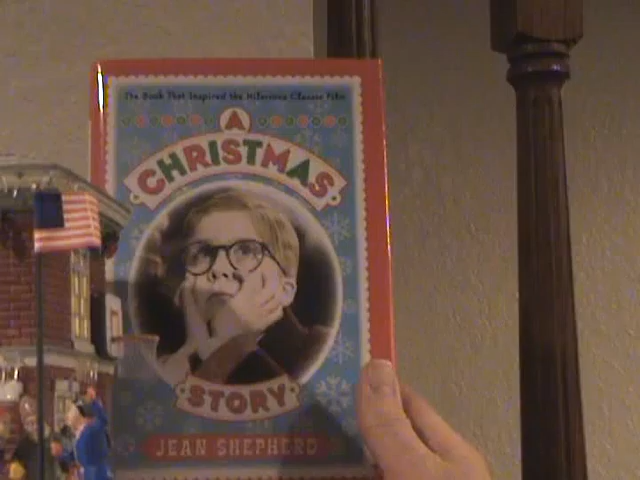 The Book That Inspired the Hilarious Classic Film
A
CHRISTMAS
STORY
JEAN SHEPHERD